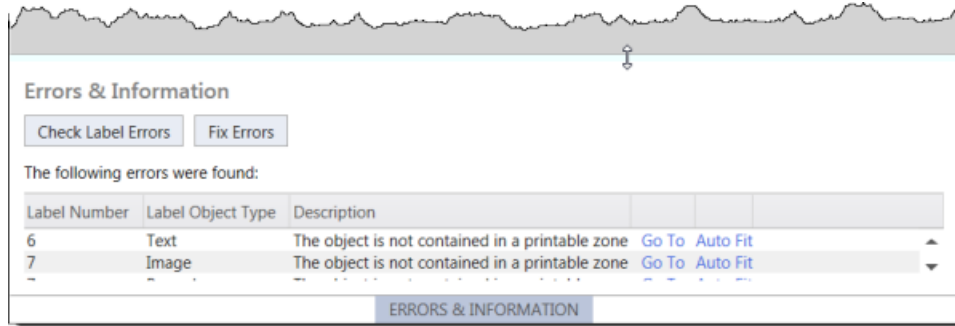 Errors & Information
Check Label Errors Fix Errors
The following errors were found:
Label Number Label Object Type Description
6 Text The object is not contained in a printable zone Go To Auto Fit
7 Image The object is not contained in a printable zone Go To Auto Fit
ERRORS & INFORMATION